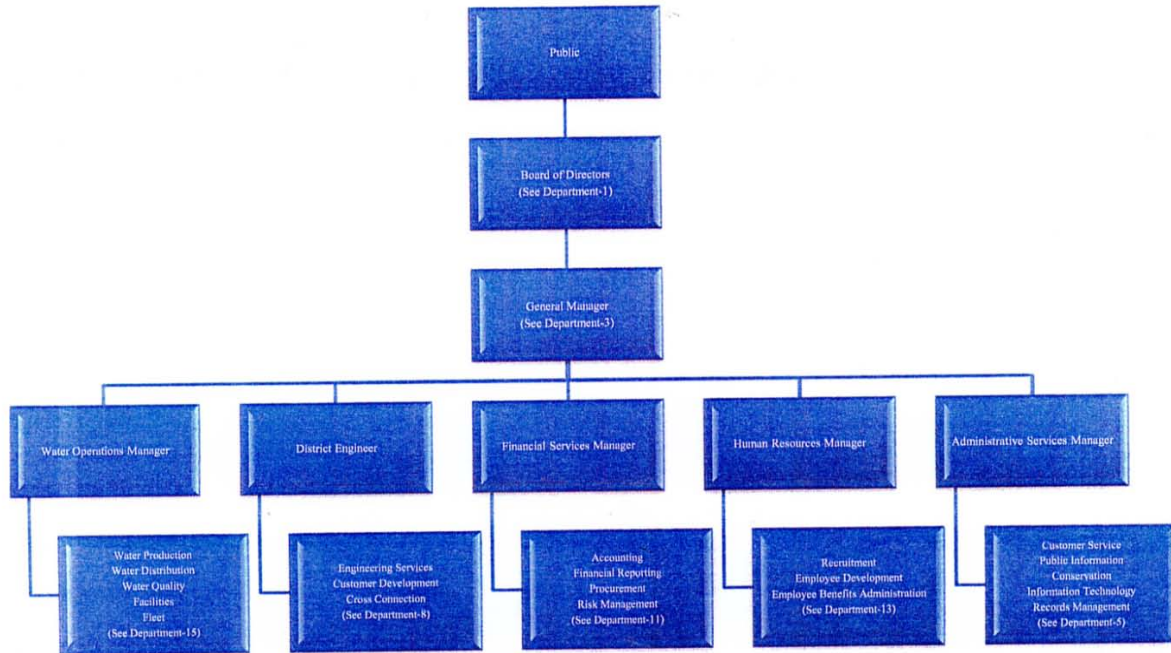 Public
Board of Directors
(See Department-1)
General Manager
(See Department-3)
Water Operations Manager
District Engineer
Financial Services Manager
Human Resources Manager
Administrative Services Manager
Water Production
Water Distribution
Water Quality
Facilities
Fleet
(See Department-15)
Engineering Services
Customer Development
Cross Connection
(See Department-8)
Accounting
Financial Reporting
Procurement
Risk Management
(See Department-11)
Recruitment
Employee Development
Employee Benefits Administration
(See Department-13)
Customer Service
Public Information
Conservation
Information Technology
Records Management
(See Department-5)